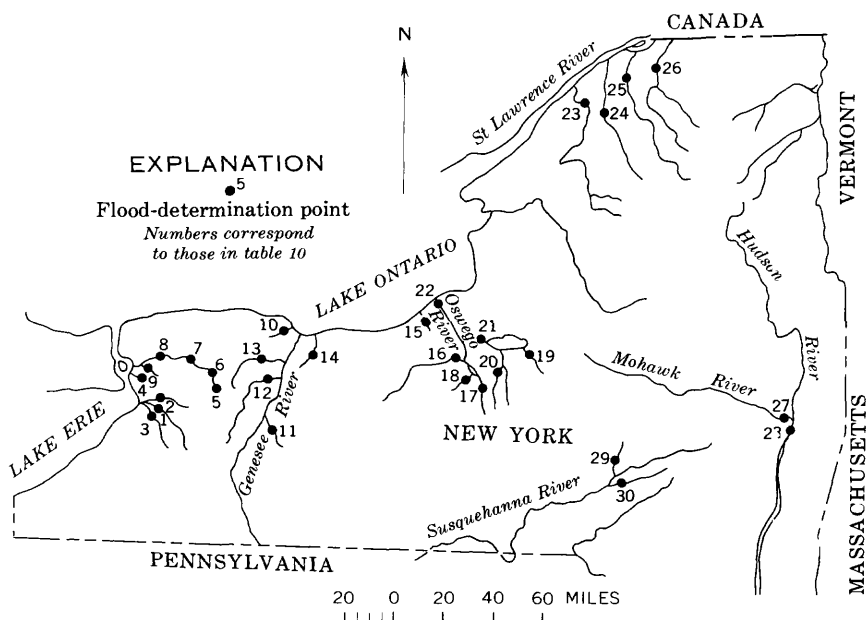 CANADA
N
St Lawrence River
26
25
23
24
VERMONT
EXPLANATION
5
Flood-determination point
Numbers correspond
to those in table 10
LAKE ONTARIO
Hudson
River
22
Oswego
River
15
21
10
8
7
13
14
16
19
20
6
4
9
12
18
17
5
2
1
3
11
Genesee River
Mohawk River
27
23
LAKE ERIE
NEW YORK
MASSACHUSETTS
29
30
Susquehanna River
PENNSYLVANIA
20 0 20 40 60 MILES